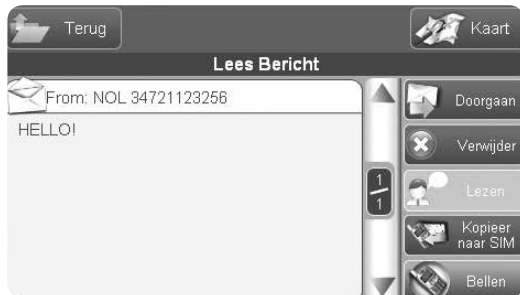 Terug
Kaart
Lees Bericht
From: NOL 34721123256
HELLO!
1
1
Doorgaan
Verwijder
Lezen
Kopieer
naar SIM
Bellen